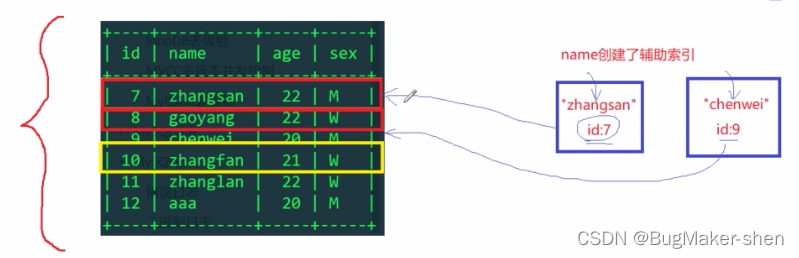 id | name | age | sex
7 | zhangsan | 22 | M
8 | gaoyang | 22 | W
9 | chenwei | 20 | M
10 | zhangfan | 21 | W
11 | zhanglan | 22 | W
12 | aaa | 20 | M
name创建了辅助索引
"zhangsan"
id:7
"chenwei"
id:9
CSDN @BugMaker-shen